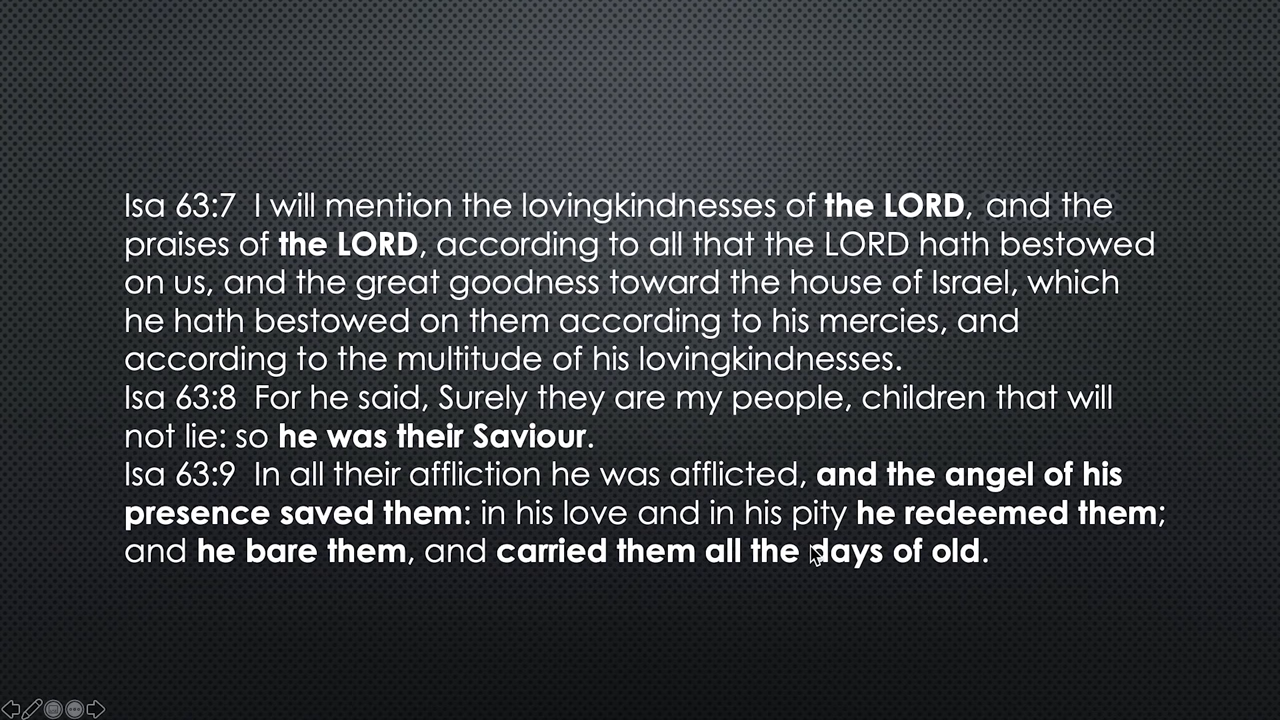 Isa 63:7  I will mention the lovingkindnesses of the LORD, and the
praises of the LORD, according to all that the LORD hath bestowed
on us, and the great goodness toward the house of Israel, which
he hath bestowed on them according to his mercies, and
according to the multitude of his lovingkindnesses.
Isa 63:8  For he said, Surely they are my people, children that will
not lie: so he was their Saviour.
Isa 63:9  In all their affliction he was afflicted, and the angel of his
presence saved them: in his love and in his pity he redeemed them;
and he bare them, and carried them all the days of old.